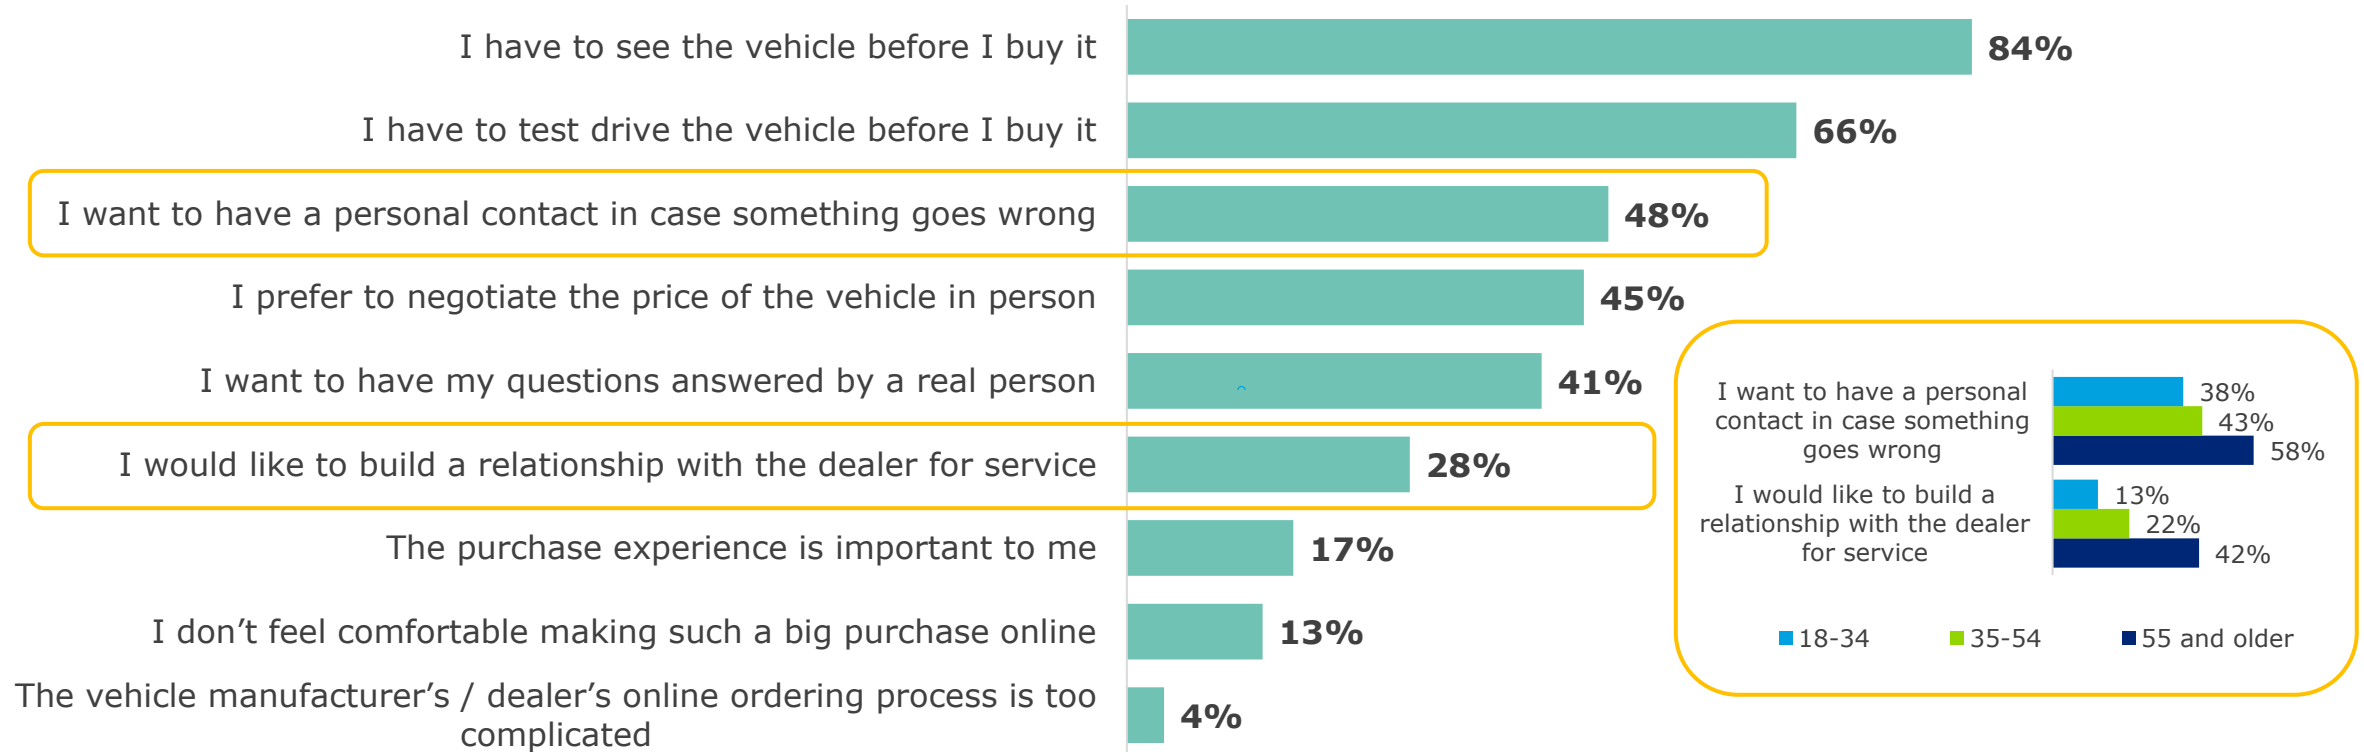 I have to see the vehicle before I buy it
84%
I have to test drive the vehicle before I buy it
66%
I want to have a personal contact in case something goes wrong
48%
I prefer to negotiate the price of the vehicle in person
45%
I want to have my questions answered by a real person
41%
I would like to build a relationship with the dealer for service
28%
The purchase experience is important to me
17%
I don’t feel comfortable making such a big purchase online
13%
The vehicle manufacturer’s / dealer’s online ordering process is too
complicated
4%
I want to have a personal
contact in case something
goes wrong
38%
43%
58%
I would like to build a
relationship with the dealer
for service
13%
22%
42%
18-34
35-54
55 and older